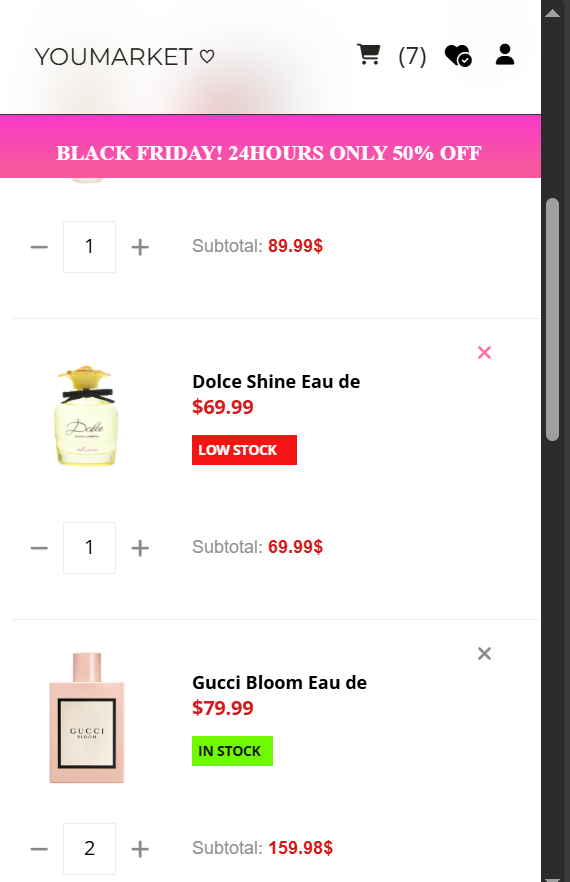 YOUMARKET
(7)
BLACK FRIDAY! 24HOURS ONLY 50% OFF
1
Subtotal: 89.99$
Dolce Shine Eau de
$69.99
LOW STOCK
Dolce
shine
1
Subtotal: 69.99$
Gucci Bloom Eau de
$79.99
IN STOCK
GUCCI
BLOOM
2
Subtotal: 159.98$